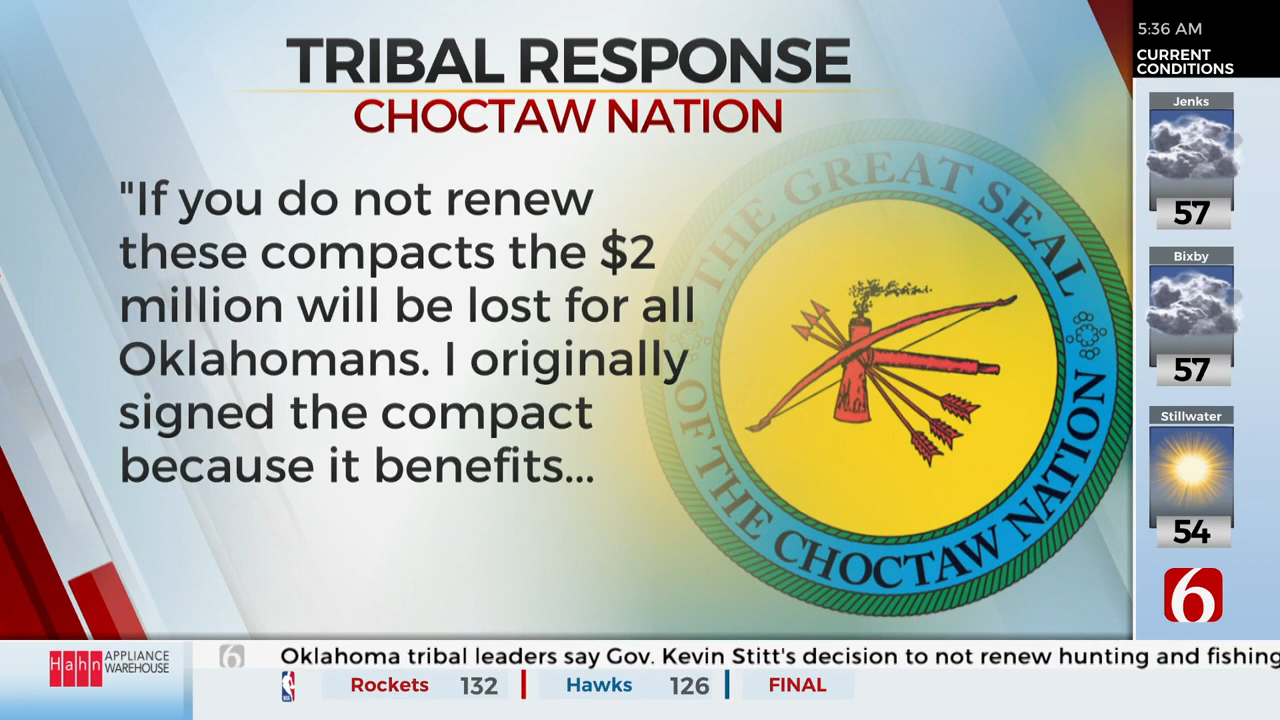 TRIBAL RESPONSE
CHOCTAW NATION
"If you do not renew
these compacts the $2
million will be lost for all
Oklahomans. I originally
signed the compact
because it benefits...
THE GREAT SEAL
OF THE CHOCTAW NATION
5:36 AM
CURRENT
CONDITIONS
Jenks
57
Bixby
57
Stillwater
54
6
Hahn APPLIANCE
WAREHOUSE
6 Oklahoma tribal leaders say Gov. Kevin Stitt's decision to not renew hunting and fishing
NBA Rockets 132 Hawks 126 FINAL